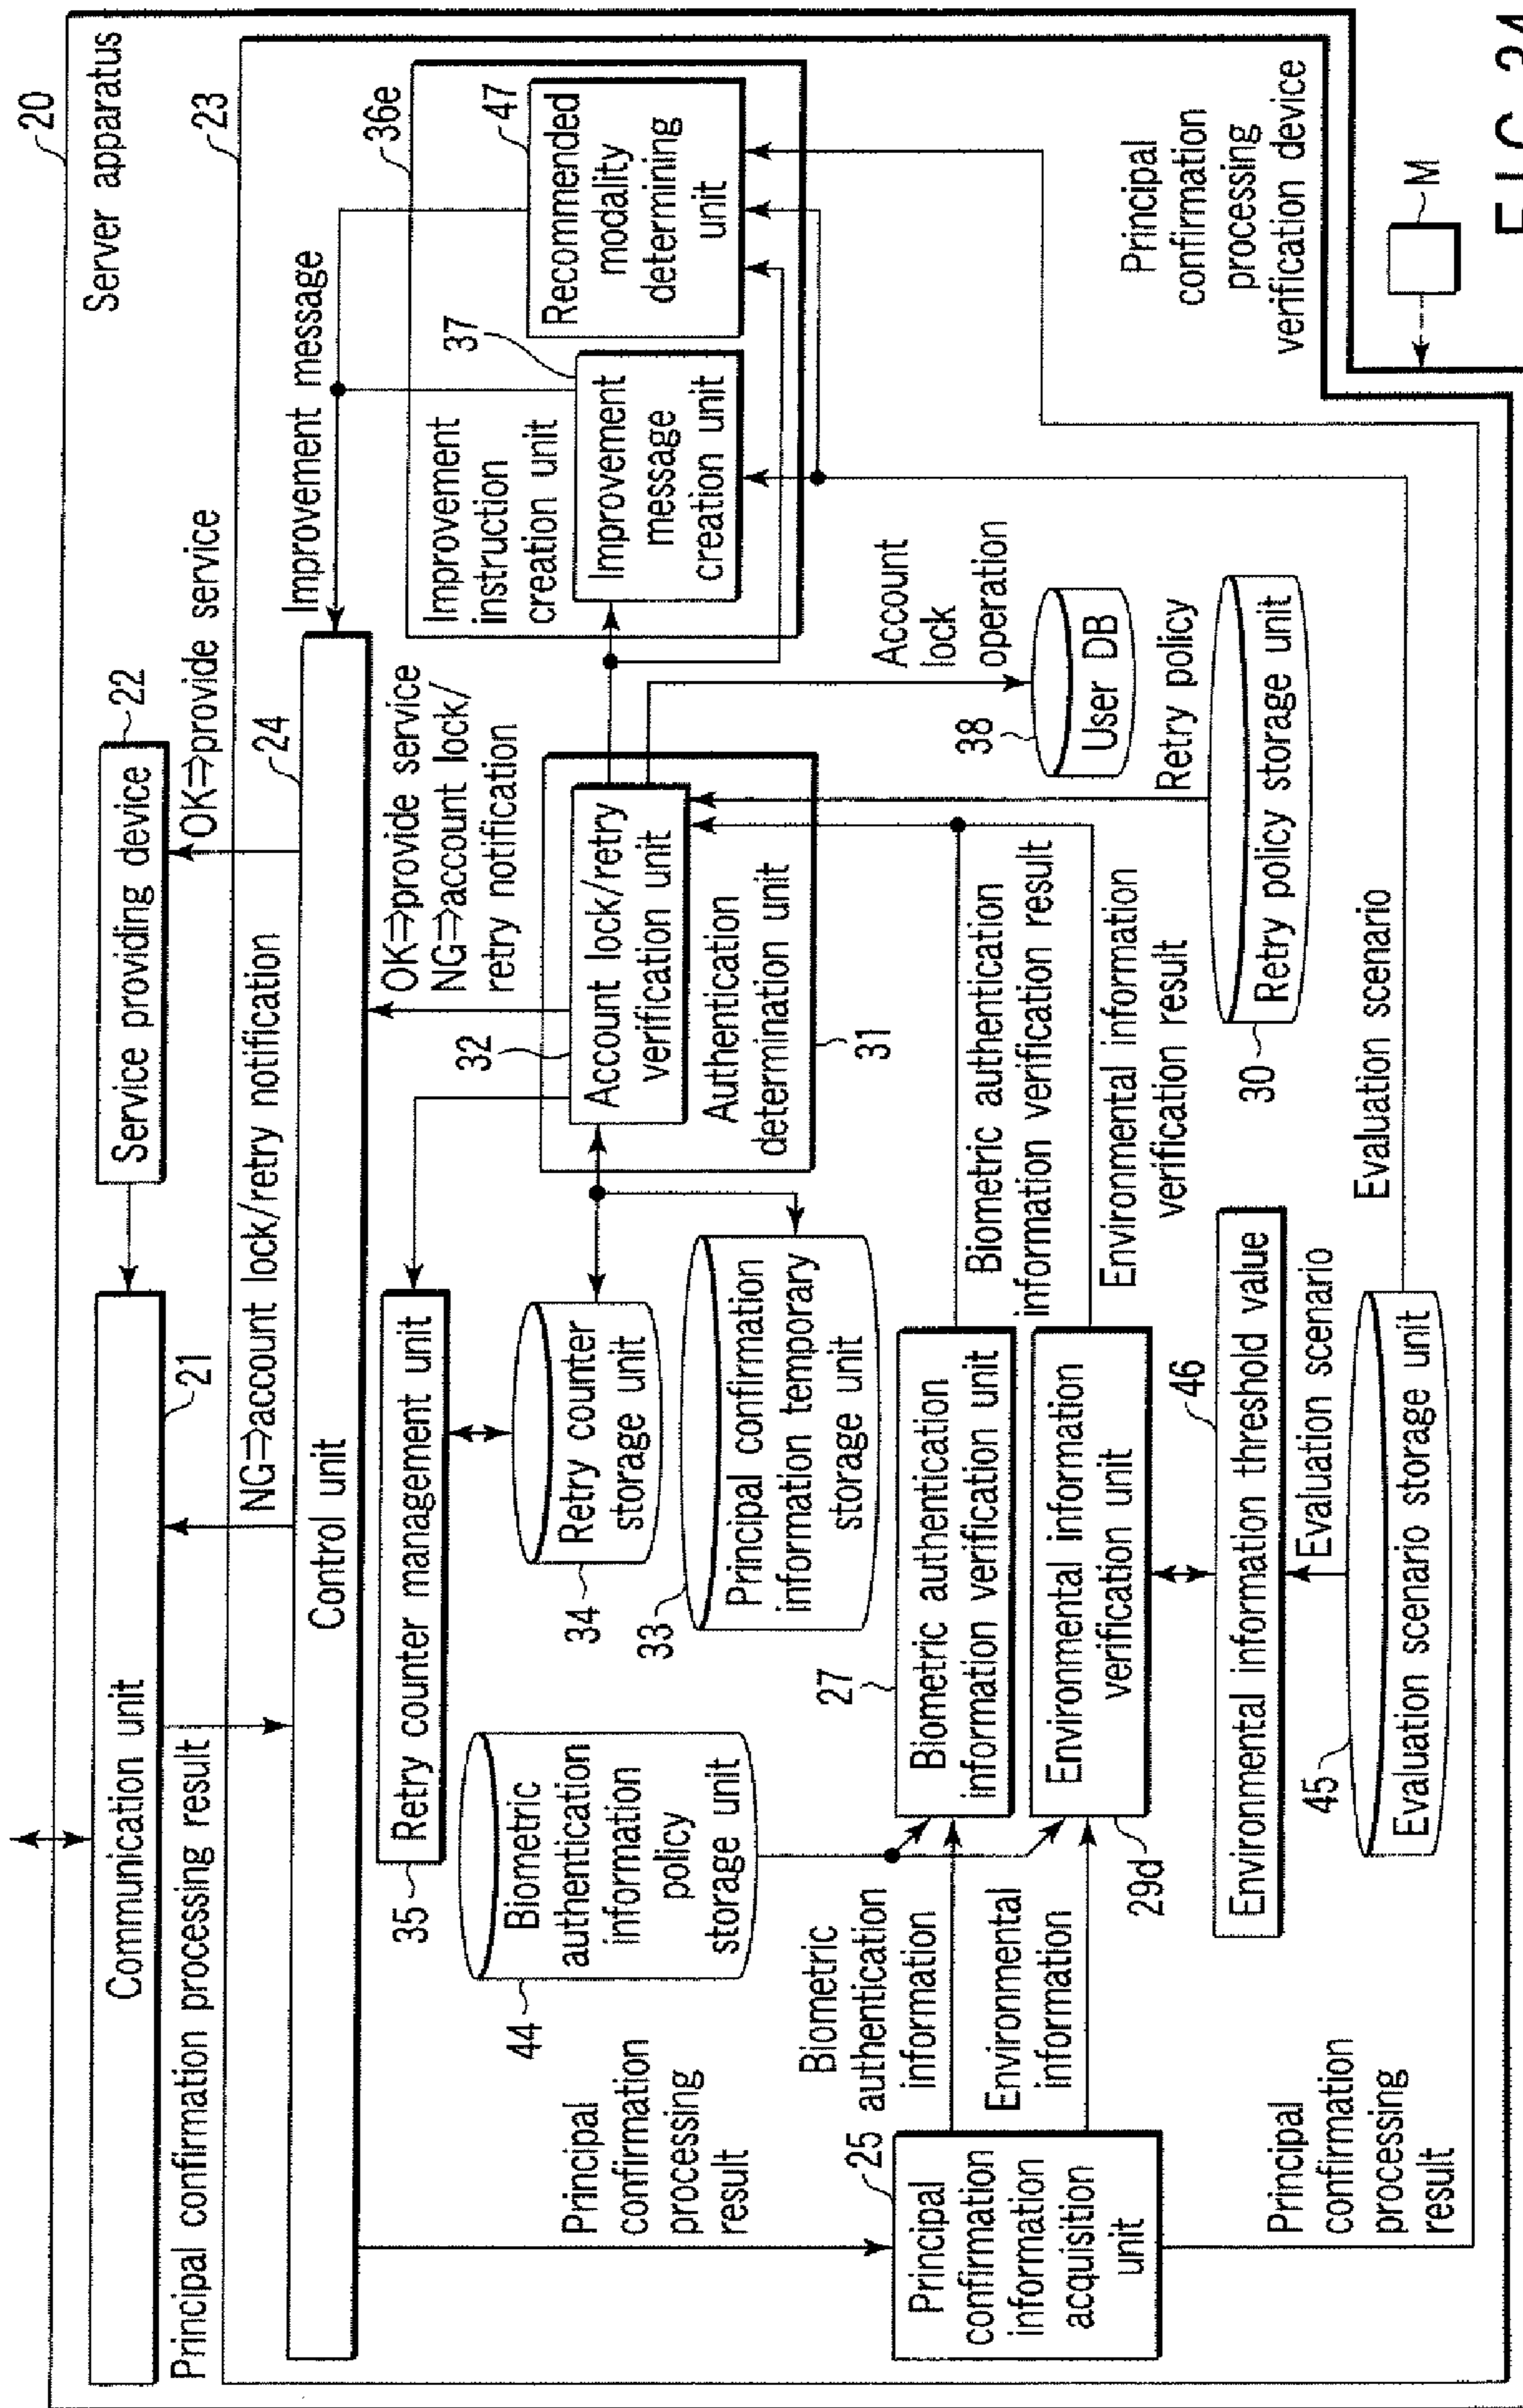 20
Server apparatus
Communication unit
21
Service providing device
22
Principal confirmation processing result
NG⇒account lock/retry notification
OK⇒provide service
23
Control unit
24
Improvement message
35
Retry counter management unit
OK⇒provide service
NG⇒account lock/
retry notification
36e
Improvement
instruction
creation unit
37
Improvement
message
creation unit
47
Recommended
modality
determining
unit
44
Biometric
authentication
information
policy
storage unit
34
Retry counter
storage unit
32
Account lock/retry
verification unit
Authentication
determination unit
31
33
Principal confirmation
information temporary
storage unit
Principal
confirmation
processing
result
38
User DB
Account
lock
operation
25
Principal
confirmation
information
acquisition
unit
Biometric
authentication
information
Environmental
information
27
Biometric authentication
information verification unit
Environmental information
verification unit
29d
Biometric authentication
information verification result
Environmental information
verification result
Retry policy
30
Retry policy storage unit
46
Environmental information threshold value
Evaluation scenario
45
Evaluation scenario storage unit
Evaluation scenario
Principal
confirmation
processing
result
Principal
confirmation
processing
verification device
M